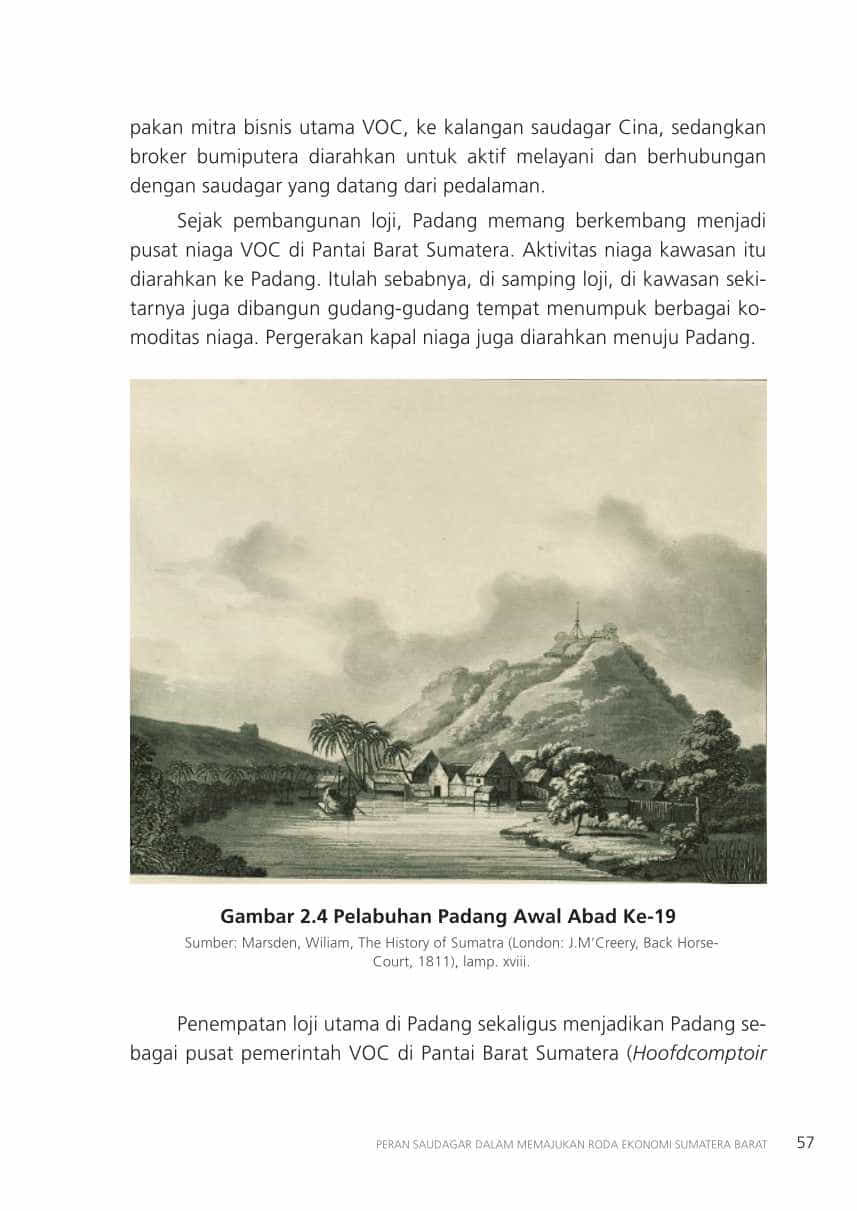 pakan mitra bisnis utama VOC, ke kalangan saudagar Cina, sedangkan
broker bumiputera diarahkan untuk aktif melayani dan berhubungan
dengan saudagar yang datang dari pedalaman.
Sejak pembangunan loji, Padang memang berkembang menjadi
pusat niaga VOC di Pantai Barat Sumatera. Aktivitas niaga kawasan itu
diarahkan ke Padang. Itulah sebabnya, di samping loji, di kawasan seki-
tarnya juga dibangun gudang-gudang tempat menumpuk berbagai ko-
moditas niaga. Pergerakan kapal niaga juga diarahkan menuju Padang.
Gambar 2.4 Pelabuhan Padang Awal Abad Ke-19
Sumber: Marsden, Wiliam, The History of Sumatra (London: J.M’Creery, Back Horse-
Court, 1811), lamp. xviii.
Penempatan loji utama di Padang sekaligus menjadikan Padang se-
bagai pusat pemerintah VOC di Pantai Barat Sumatera (Hoofdcomptoir
PERAN SAUDAGAR DALAM MEMAJUKAN RODA EKONOMI SUMATERA BARAT 57